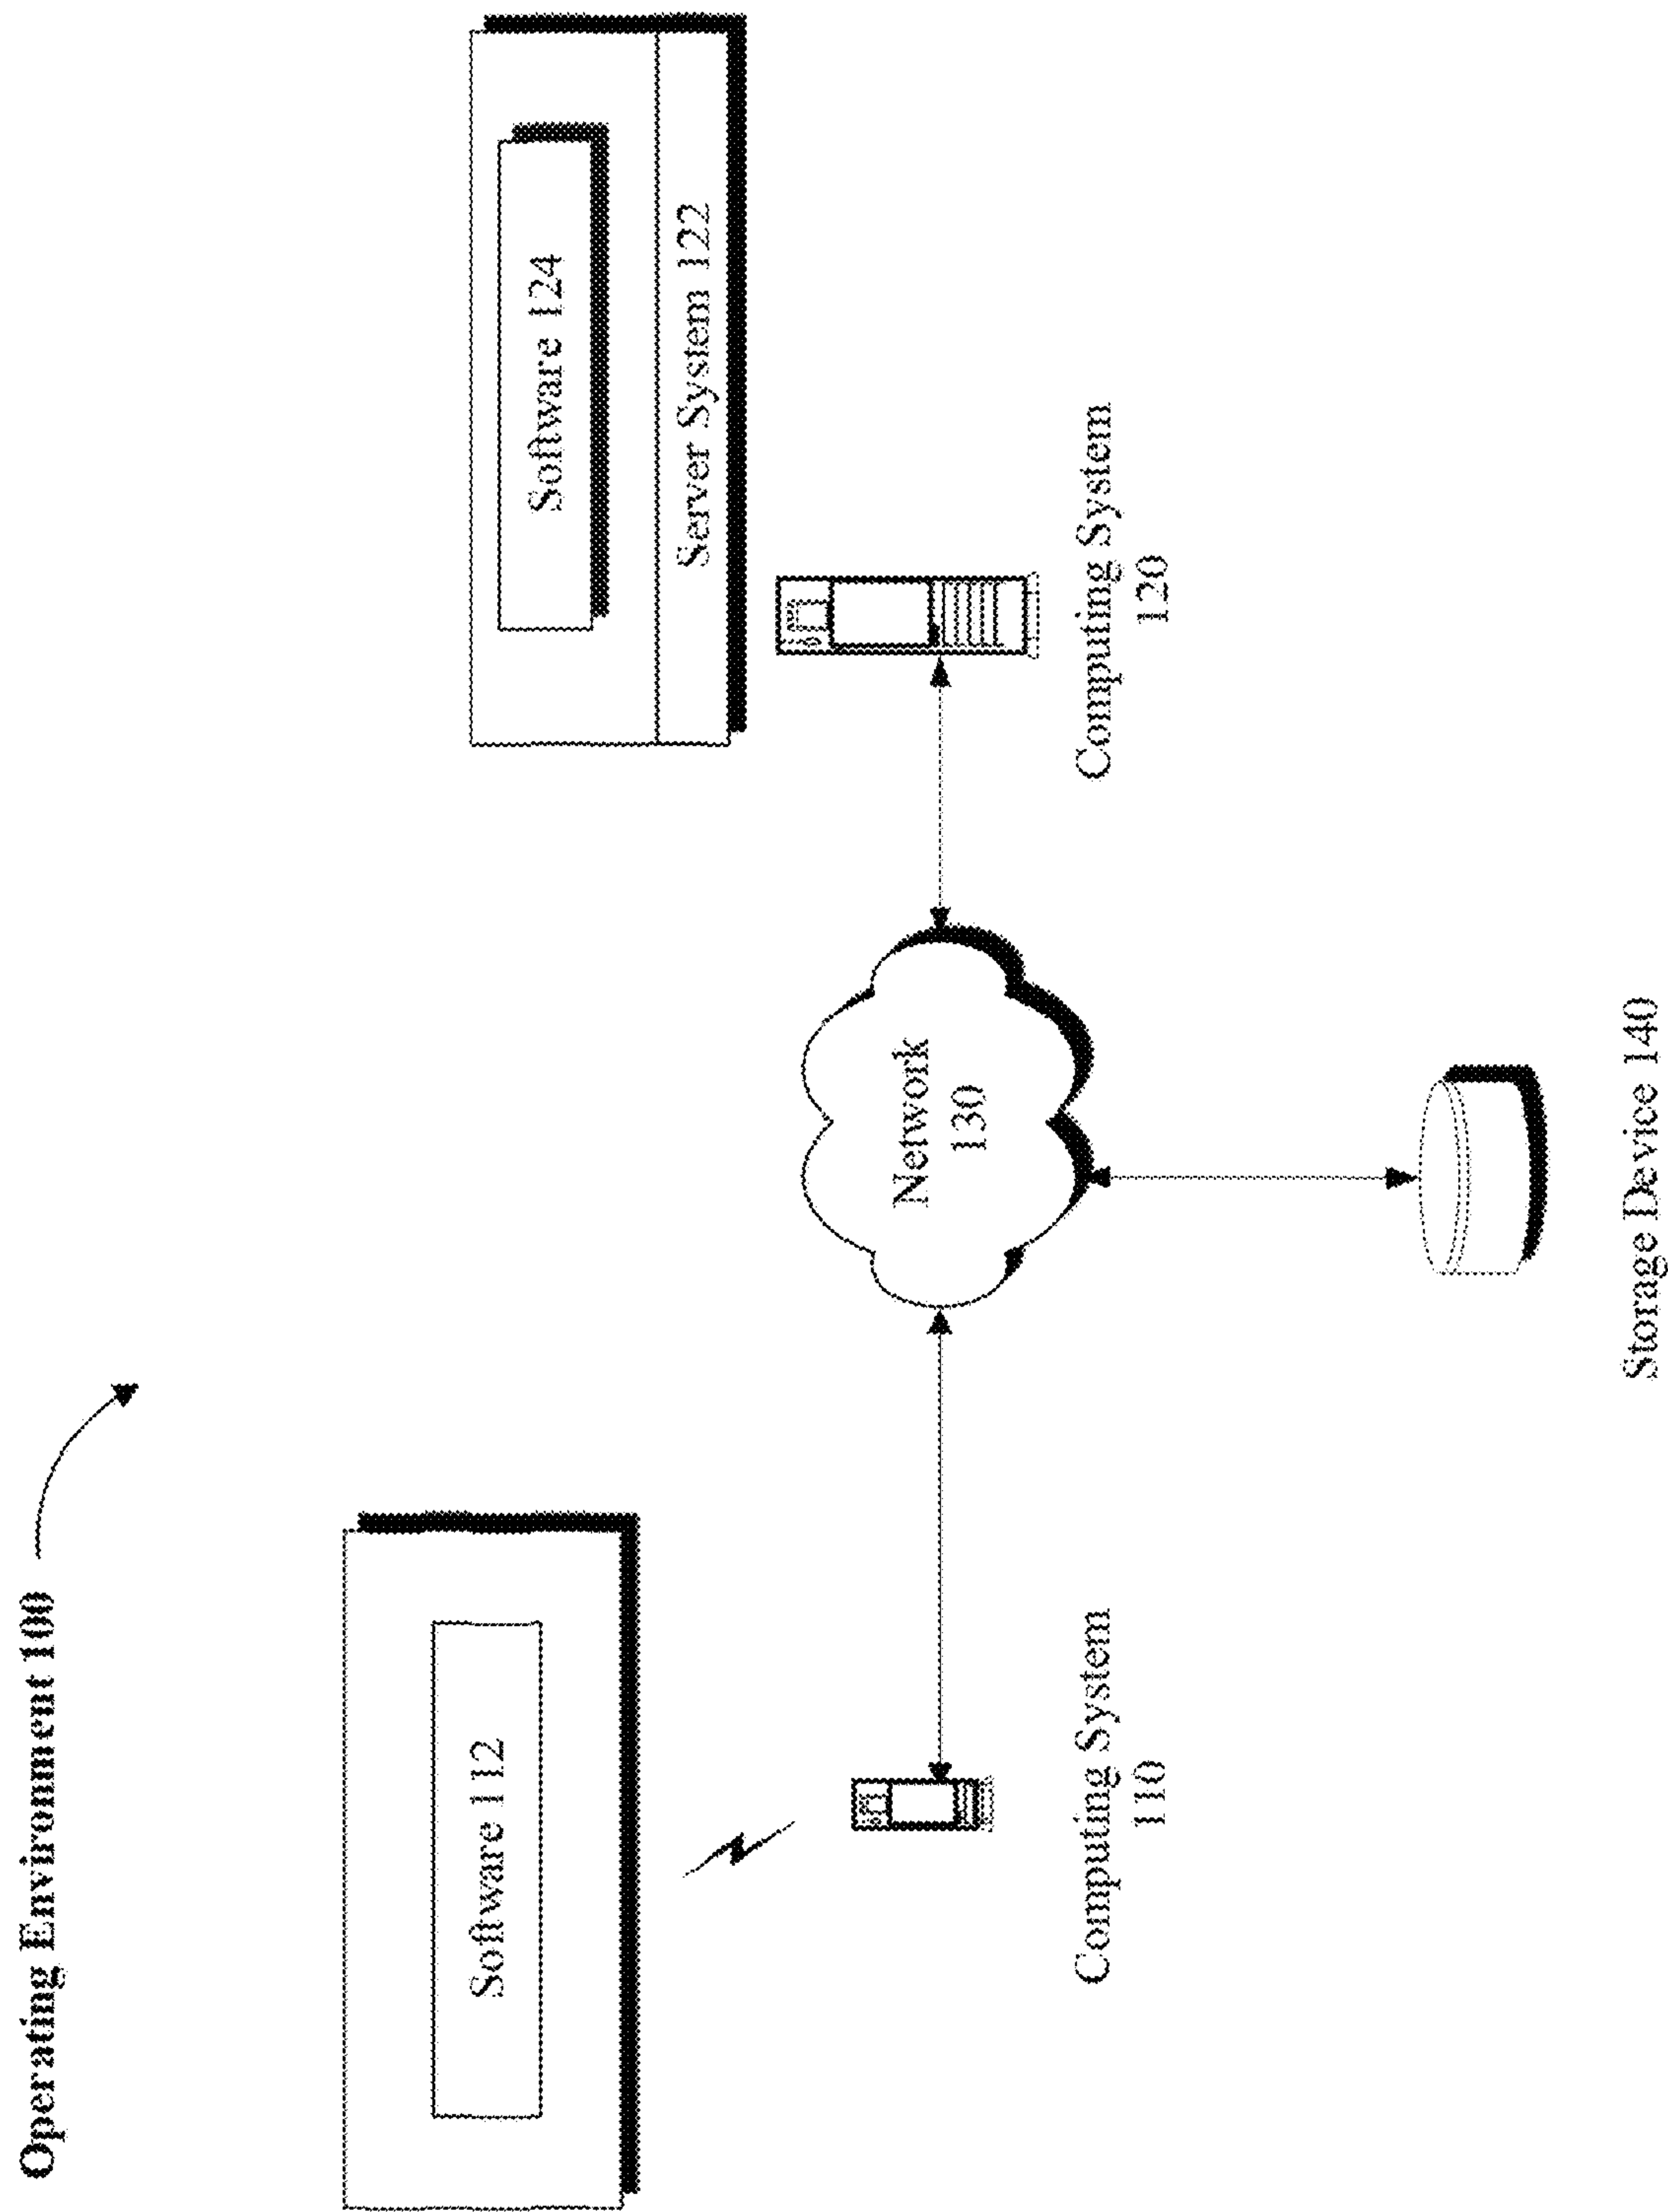 Operating Environment 100
Software 112
Software 124
Server System 122
Network
130
Computing System
110
Computing System
120
Storage Device 140